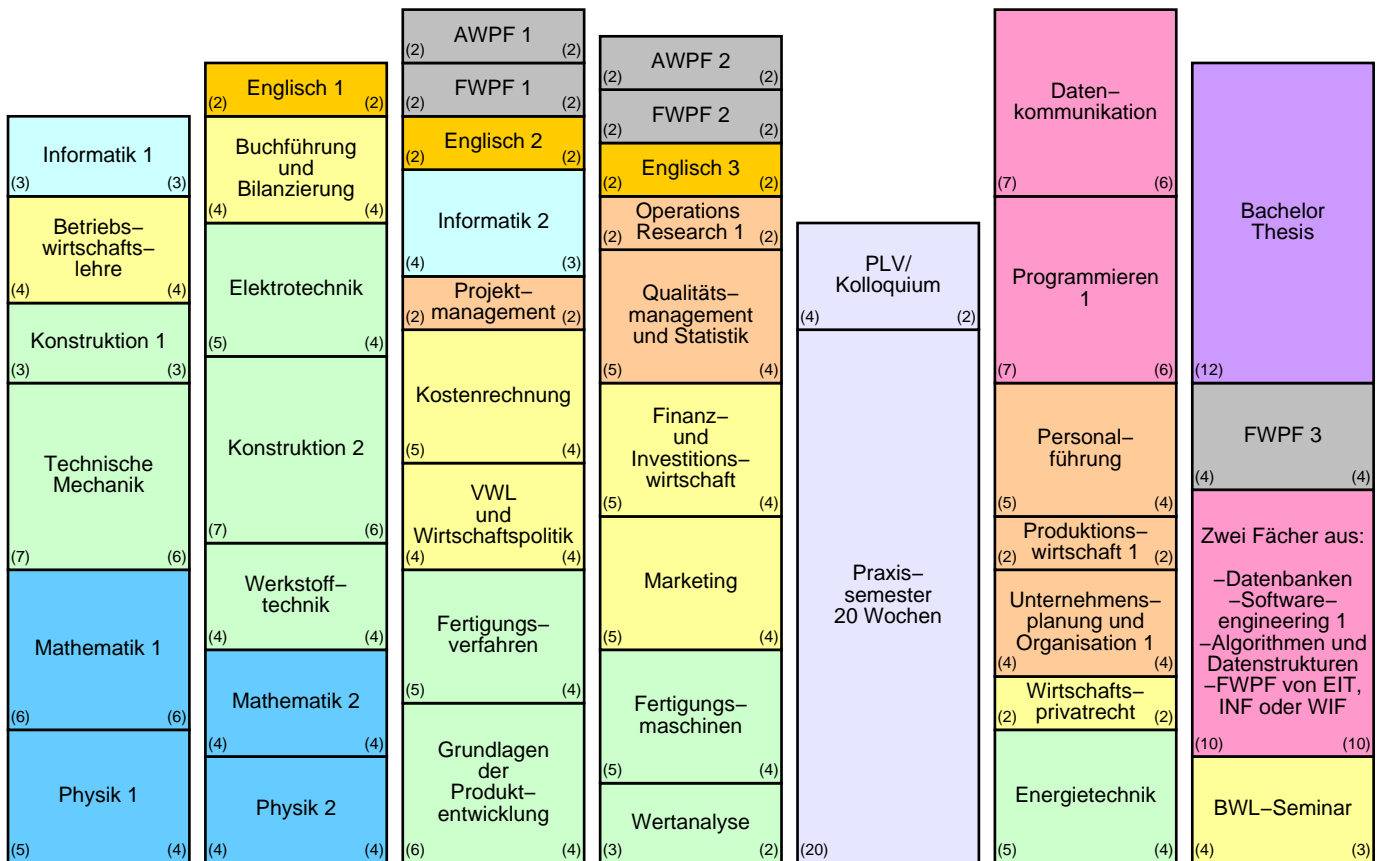 Informatik 1
(3) (3)
Betriebs−
wirtschafts−
lehre
(4) (4)
Konstruktion 1
(3) (3)
Technische
Mechanik
(7) (6)
Mathematik 1
(6) (6)
Physik 1
(5) (4)
Englisch 1
(2) (2)
Buchführung
und
Bilanzierung
(4) (4)
Elektrotechnik
(5) (4)
Konstruktion 2
(7) (6)
Werkstoff−
technik
(4) (4)
Mathematik 2
(4) (4)
Physik 2
(4) (4)
AWPF 1
(2) (2)
FWPF 1
(2) (2)
Englisch 2
(2) (2)
Informatik 2
(4) (3)
Projekt−
management
(2) (2)
Kostenrechnung
(5) (4)
VWL
und
Wirtschaftspolitik
(4) (4)
Fertigungs−
verfahren
(5) (4)
Grundlagen
der
Produkt−
entwicklung
(6) (4)
AWPF 2
(2) (2)
FWPF 2
(2) (2)
Englisch 3
(2) (2)
Operations
Research 1
(2) (2)
Qualitäts−
management
und Statistik
(5) (4)
Finanz−
und
Investitions−
wirtschaft
(5) (4)
Marketing
(5) (4)
Fertigungs−
maschinen
(5) (4)
Wertanalyse
(3) (2)
PLV/
Kolloquium
(4) (2)
Praxis−
semester
20 Wochen
(20)
Daten−
kommunikation
(7) (6)
Programmieren
1
(7) (6)
Personal−
führung
(5) (4)
Produktions−
wirtschaft 1
(2) (2)
Unternehmens−
planung und
Organisation 1
(4) (4)
Wirtschafts−
privatrecht
(2) (2)
Energietechnik
(5) (4)
Bachelor
Thesis
(12)
FWPF 3
(4) (4)
Zwei Fächer aus:
−Datenbanken
−Software−
engineering 1
−Algorithmen und
Datenstrukturen
−FWPF von EIT,
INF oder WIF
(10) (10)
BWL−Seminar
(4) (3)